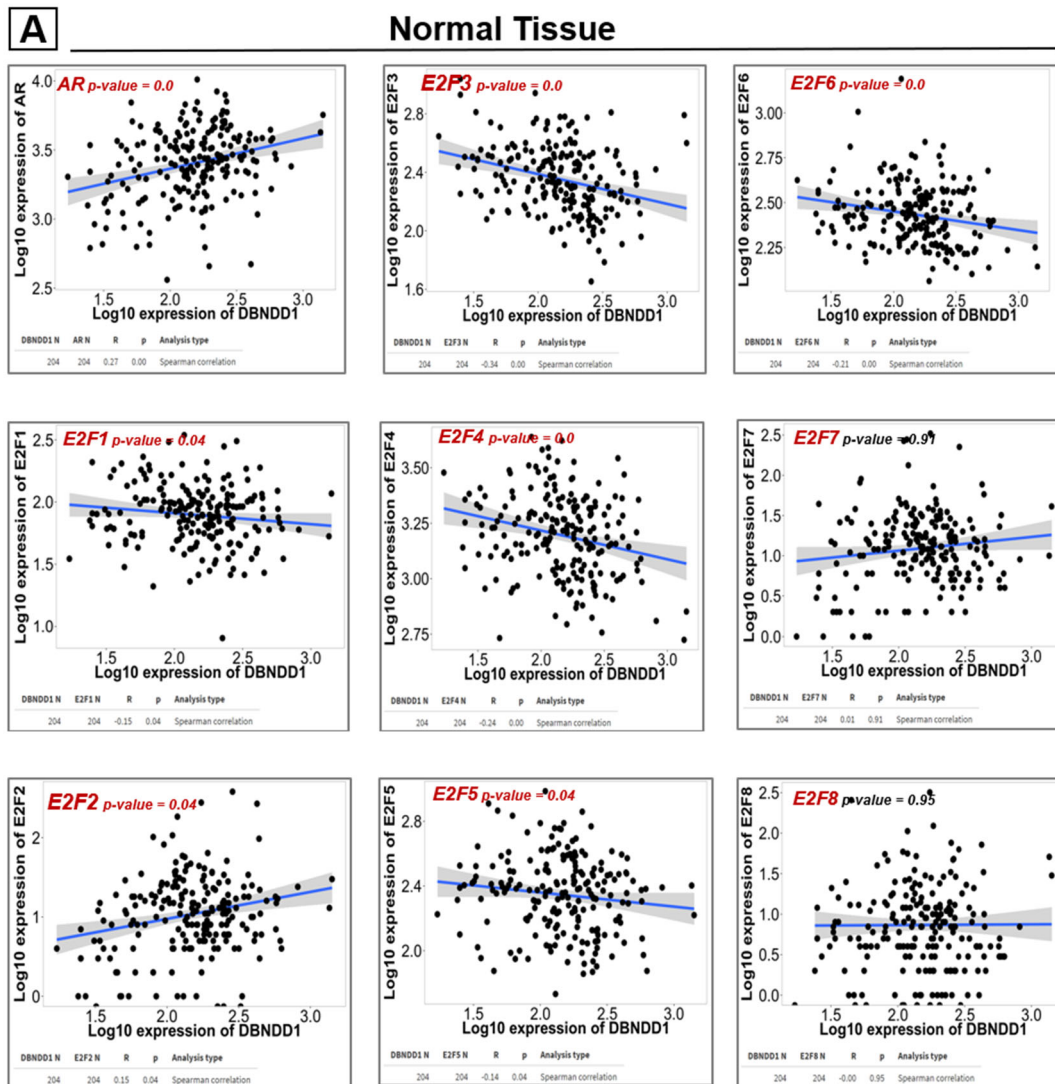 A
Normal Tissue
AR p-value = 0.0
Log10 expression of AR
4.0
3.5
3.0
2.5
1.5 2.0 2.5 3.0
Log10 expression of DBNDD1
DBNDD1 N AR N R p Analysis type
204 204 0.27 0.00 Spearman correlation
E2F3 p-value = 0.0
Log10 expression of E2F3
2.8
2.4
2.0
1.6
1.5 2.0 2.5 3.0
Log10 expression of DBNDD1
DBNDD1 N E2F3 N R p Analysis type
204 204 -0.34 0.00 Spearman correlation
E2F6 p-value = 0.0
Log10 expression of E2F6
3.00
2.75
2.50
2.25
1.5 2.0 2.5 3.0
Log10 expression of DBNDD1
DBNDD1 N E2F6 N R p Analysis type
204 204 -0.21 0.00 Spearman correlation
E2F1 p-value = 0.04
Log10 expression of E2F1
2.5
2.0
1.5
1.0
1.5 2.0 2.5 3.0
Log10 expression of DBNDD1
DBNDD1 N E2F1 N R p Analysis type
204 204 -0.15 0.04 Spearman correlation
E2F4 p-value = 0.0
Log10 expression of E2F4
3.50
3.25
3.00
2.75
1.5 2.0 2.5 3.0
Log10 expression of DBNDD1
DBNDD1 N E2F4 N R p Analysis type
204 204 -0.24 0.00 Spearman correlation
E2F7 p-value = 0.91
Log10 expression of E2F7
2.5
2.0
1.5
1.0
0.5
0.0
1.5 2.0 2.5 3.0
Log10 expression of DBNDD1
DBNDD1 N E2F7 N R p Analysis type
204 204 0.01 0.91 Spearman correlation
E2F2 p-value = 0.04
Log10 expression of E2F2
2
1
0
1.5 2.0 2.5 3.0
Log10 expression of DBNDD1
DBNDD1 N E2F2 N R p Analysis type
204 204 0.15 0.04 Spearman correlation
E2F5 p-value = 0.04
Log10 expression of E2F5
2.8
2.4
2.0
1.5 2.0 2.5 3.0
Log10 expression of DBNDD1
DBNDD1 N E2F5 N R p Analysis type
204 204 -0.14 0.04 Spearman correlation
E2F8 p-value = 0.95
Log10 expression of E2F8
2.5
2.0
1.5
1.0
0.5
0.0
1.5 2.0 2.5 3.0
Log10 expression of DBNDD1
DBNDD1 N E2F8 N R p Analysis type
204 204 -0.00 0.95 Spearman correlation